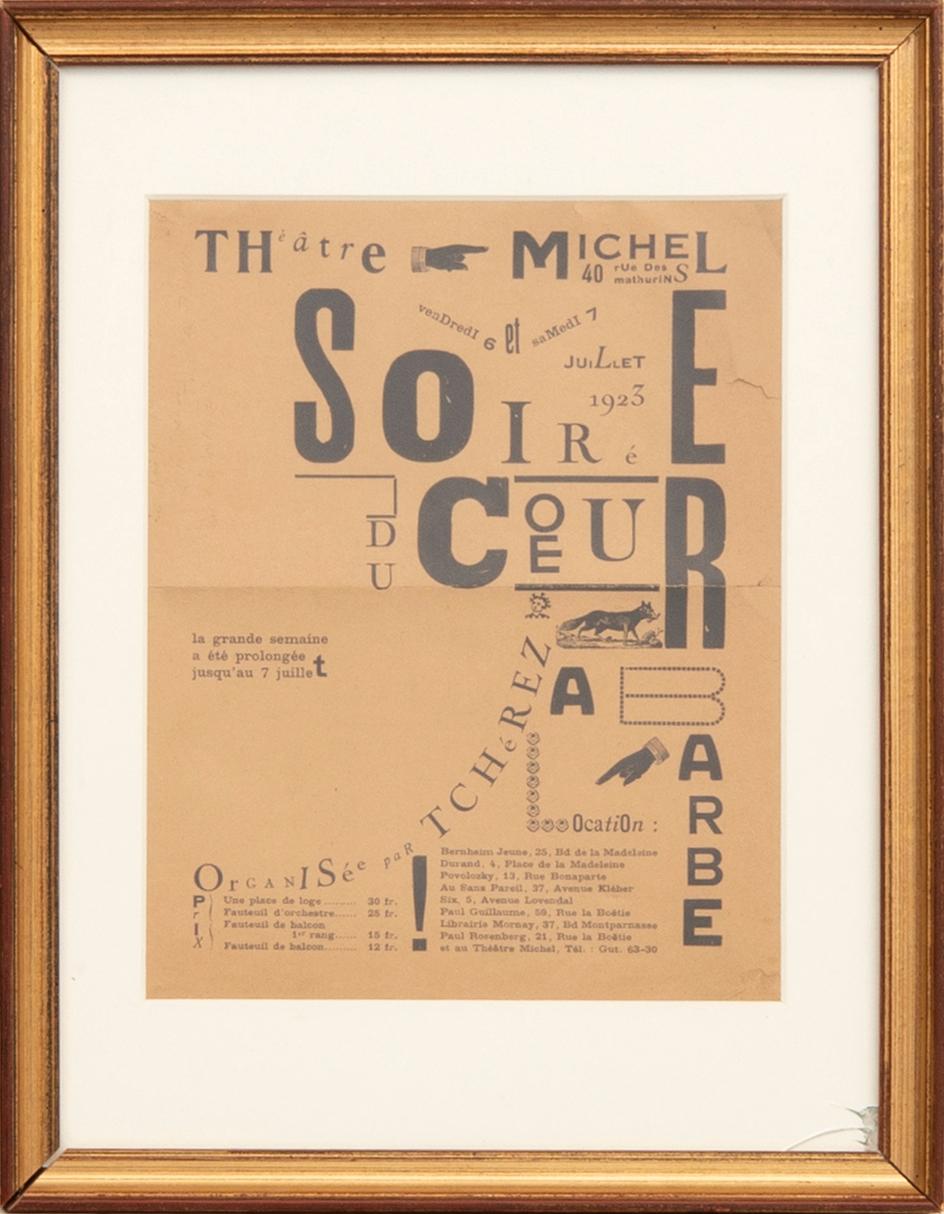 THèâtre MICHEL
40 rUe Des
mathuriNS
venDredI 6 et saMedI 7
JUiLLET
1923
SOIRéE
DU CŒUR
la grande semaine
a été prolongée
jusqu'au 7 juillet
A BARBE
OrGANISée paR TCHéREZ
!
LOcatiOn :
Bernheim Jeune, 25, Bd de la Madeleine
Durand, 4, Place de la Madeleine
Povolozky, 13, Rue Bonaparte
Au Sans Pareil, 37, Avenue Kléber
Six, 5, Avenue Lovendal
Paul Guillaume, 59, Rue la Boëtie
Librairie Mornay, 37, Bd Montparnasse
Paul Rosenberg, 21, Rue la Boëtie
et au Théâtre Michel, Tél. : Gut. 63-30
PrIX
Une place de loge ......... 30 fr.
Fauteuil d'orchestre...... 25 fr.
Fauteuil de balcon
1er rang...... 15 fr.
Fauteuil de balcon......... 12 fr.